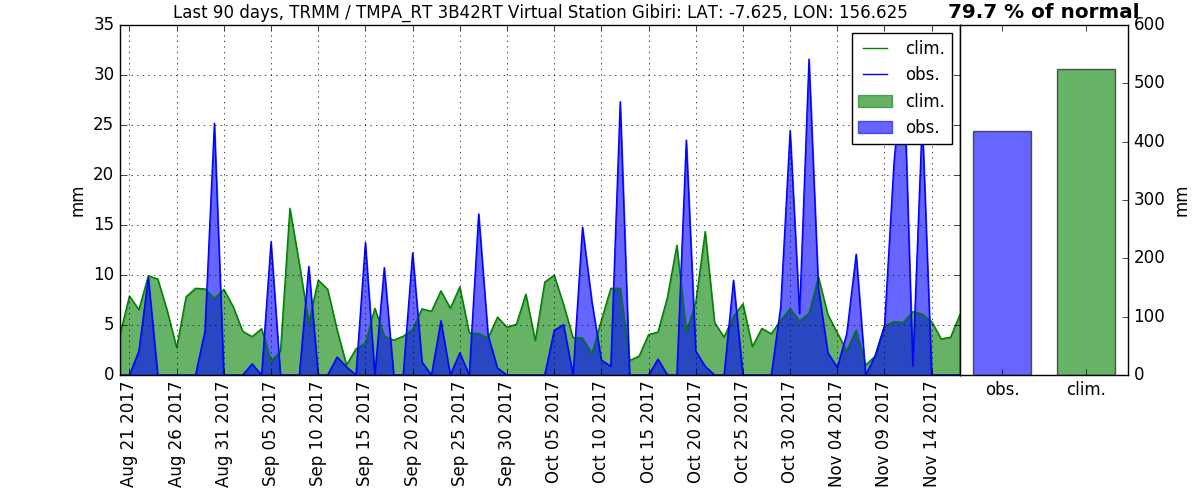 Last 90 days, TRMM / TMPA_RT 3B42RT Virtual Station Gibiri: LAT: -7.625, LON: 156.625
79.7 % of normal
35
30
25
20
15
10
5
0
mm
clim.
obs.
clim.
obs.
Aug 21 2017
Aug 26 2017
Aug 31 2017
Sep 05 2017
Sep 10 2017
Sep 15 2017
Sep 20 2017
Sep 25 2017
Sep 30 2017
Oct 05 2017
Oct 10 2017
Oct 15 2017
Oct 20 2017
Oct 25 2017
Oct 30 2017
Nov 04 2017
Nov 09 2017
Nov 14 2017
600
500
400
300
200
100
0
mm
obs.
clim.